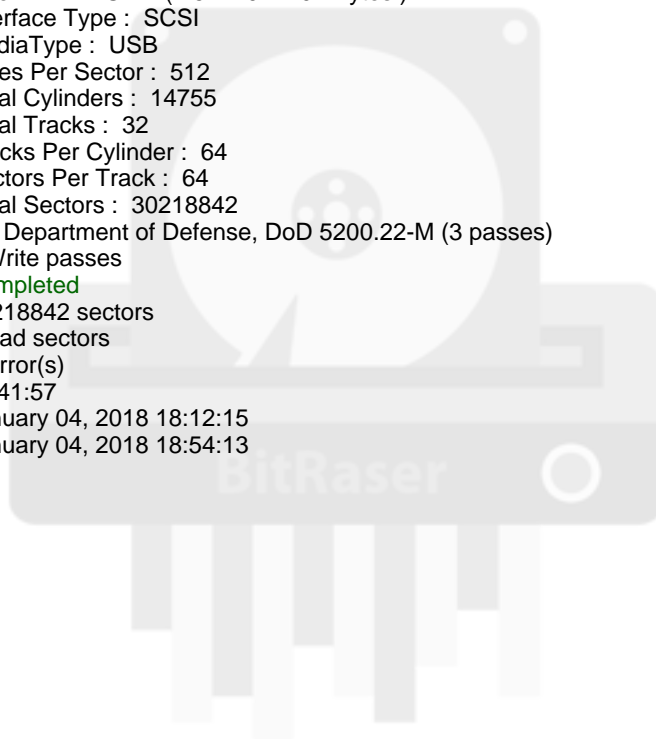 erface Type : SCSI
diaType : USB
es Per Sector : 512
al Cylinders : 14755
al Tracks : 32
cks Per Cylinder : 64
ctors Per Track : 64
al Sectors : 30218842
Department of Defense, DoD 5200.22-M (3 passes)
rite passes
mpleted
218842 sectors
ad sectors
rror(s)
41:57
nuary 04, 2018 18:12:15
nuary 04, 2018 18:54:13
BitRaser